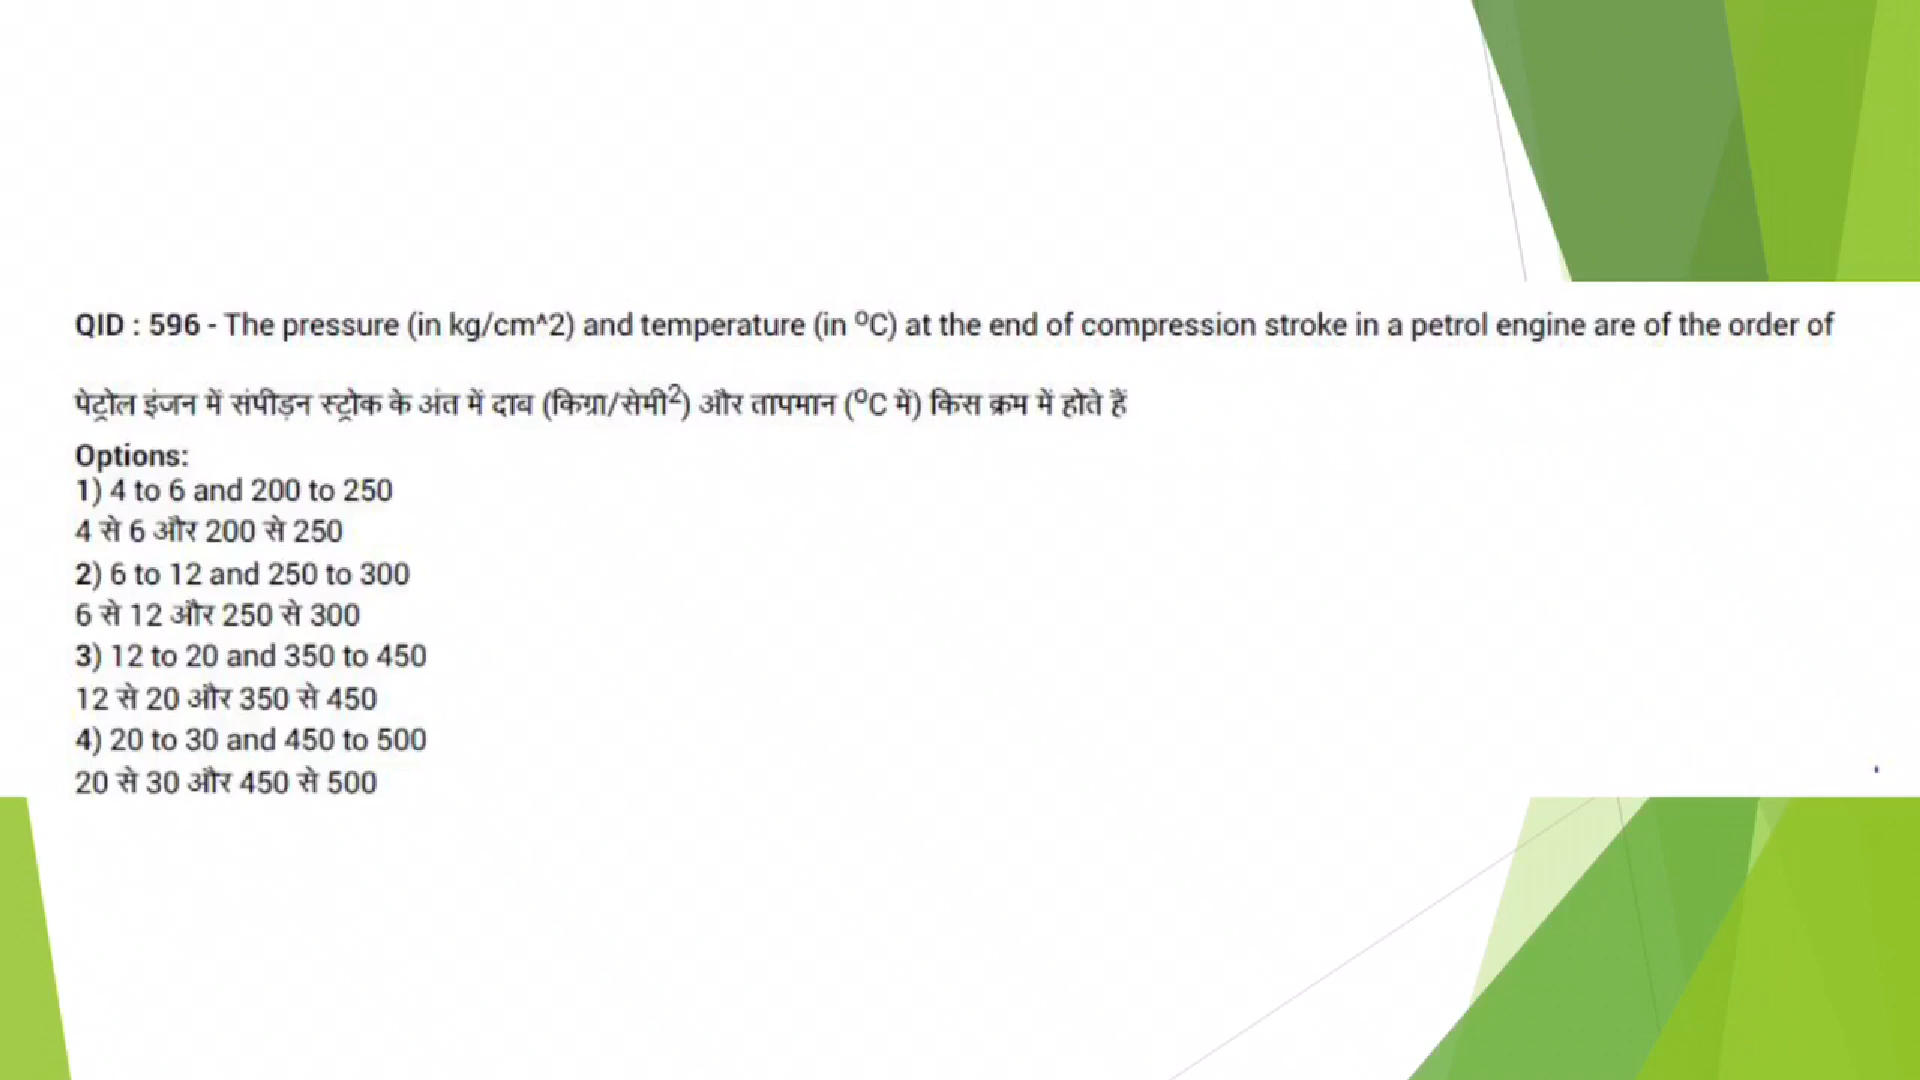 QID : 596 - The pressure (in kg/cm^2) and temperature (in ⁰C) at the end of compression stroke in a petrol engine are of the order of
पेट्रोल इंजन में संपीड़न स्ट्रोक के अंत में दाब (किग्रा/सेमी²) और तापमान (⁰C में) किस क्रम में होते हैं
Options:
1) 4 to 6 and 200 to 250
4 से 6 और 200 से 250
2) 6 to 12 and 250 to 300
6 से 12 और 250 से 300
3) 12 to 20 and 350 to 450
12 से 20 और 350 से 450
4) 20 to 30 and 450 to 500
20 से 30 और 450 से 500